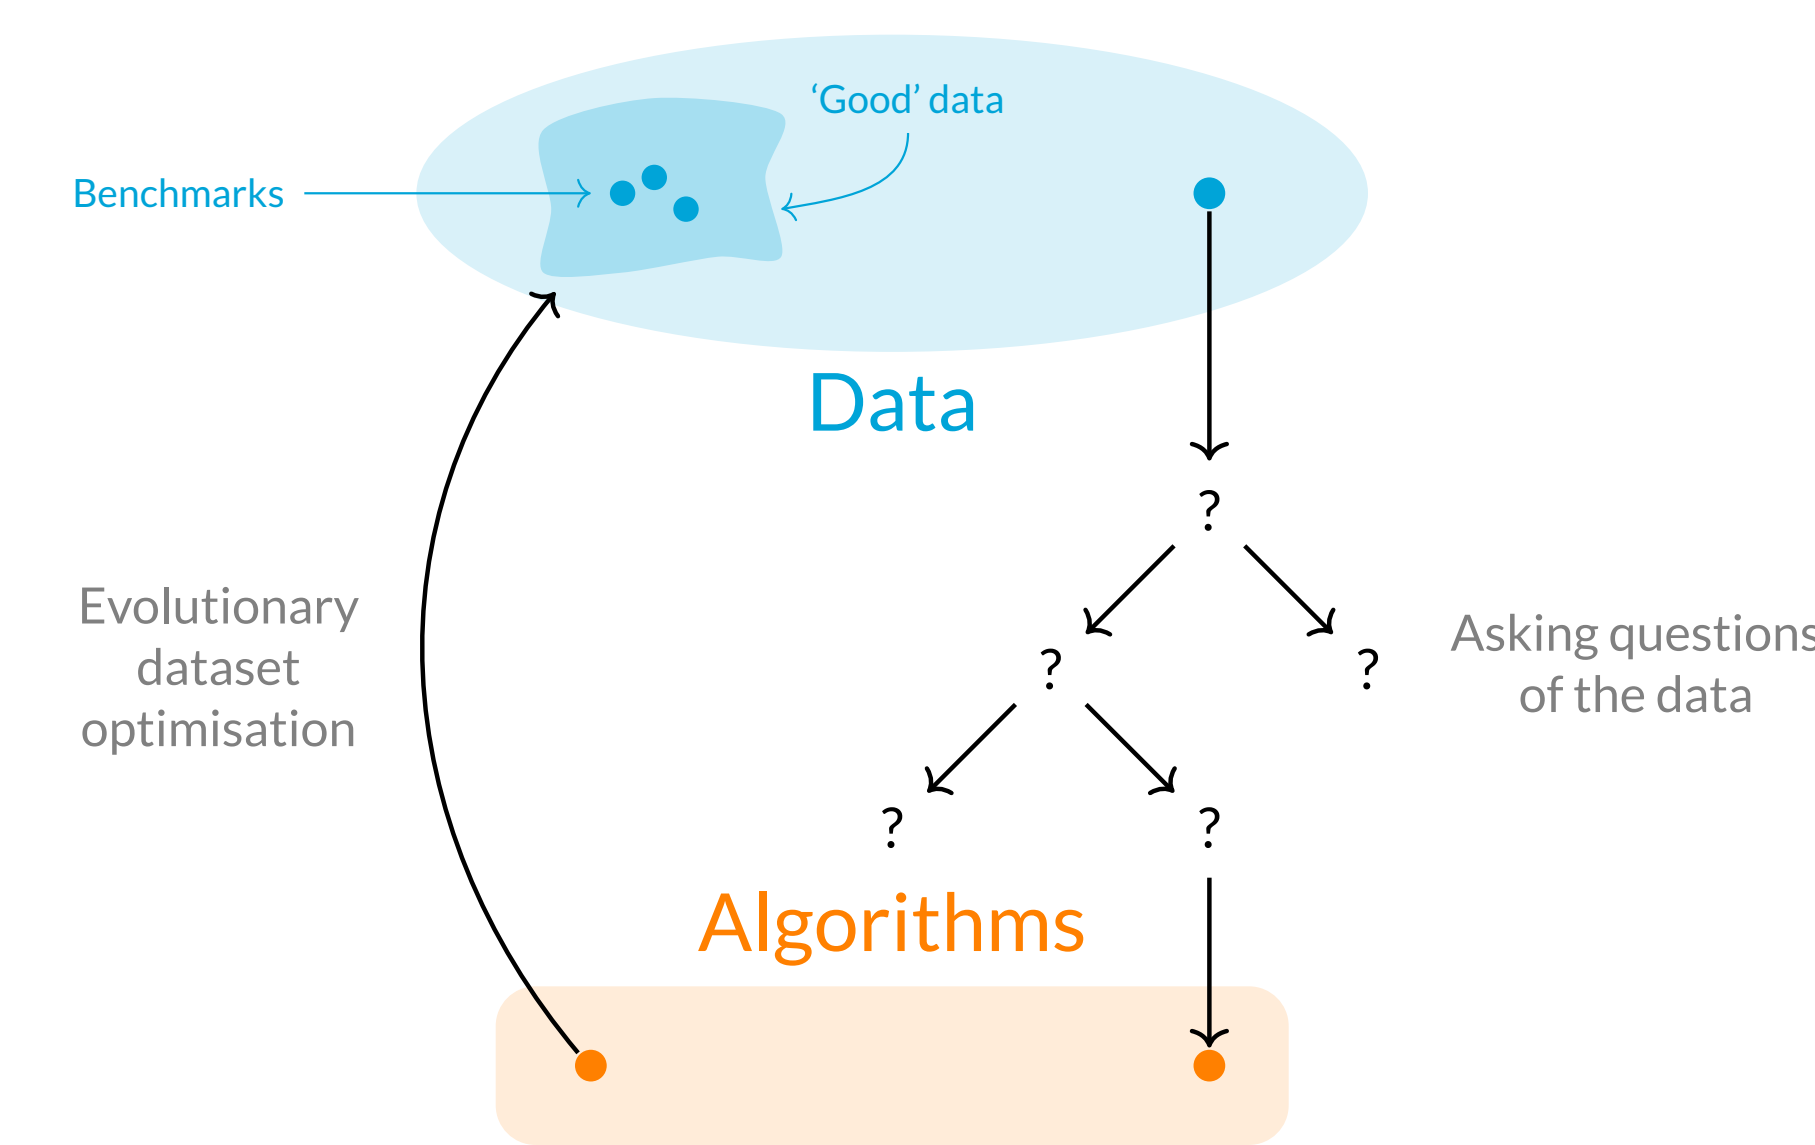 ‘Good’ data
Benchmarks
Data
?
Evolutionary
dataset
optimisation
?
?
Asking questions
of the data
?
?
Algorithms